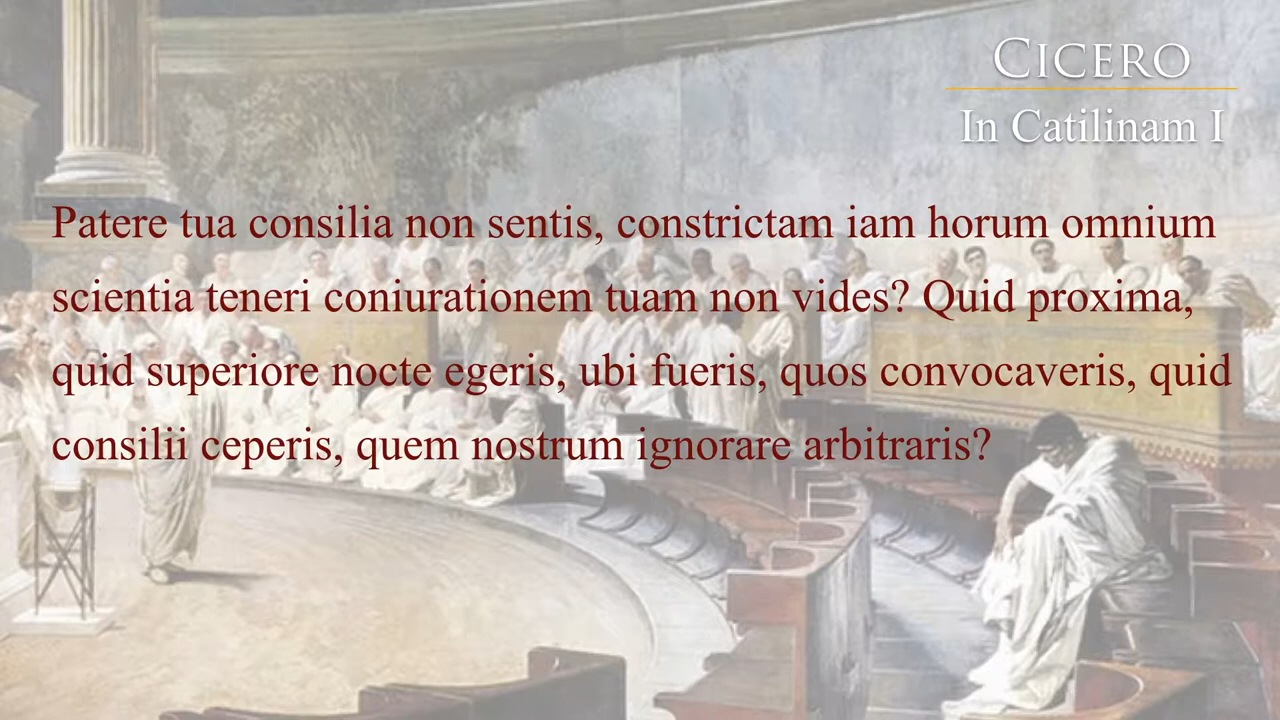 CICERO
In Catilinam I
Patere tua consilia non sentis, constrictam iam horum omnium
scientia teneri coniurationem tuam non vides? Quid proxima,
quid superiore nocte egeris, ubi fueris, quos convocaveris, quid
consilii ceperis, quem nostrum ignorare arbitraris?